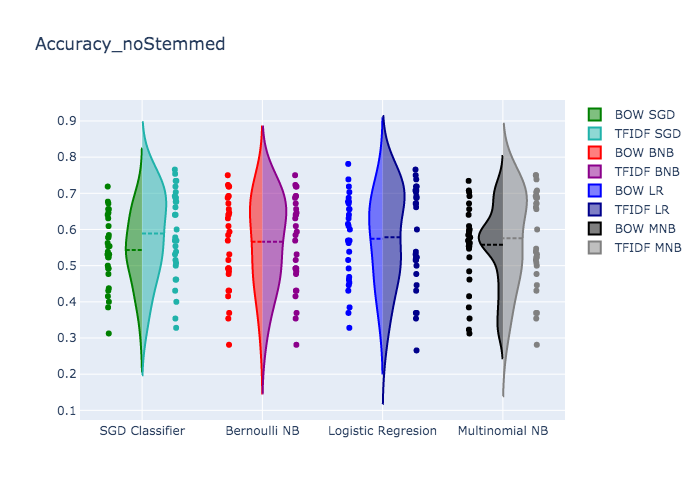 Accuracy_noStemmed
0.9
0.8
0.7
0.6
0.5
0.4
0.3
0.2
0.1
SGD Classifier
Bernoulli NB
Logistic Regresion
Multinomial NB
BOW SGD
TFIDF SGD
BOW BNB
TFIDF BNB
BOW LR
TFIDF LR
BOW MNB
TFIDF MNB